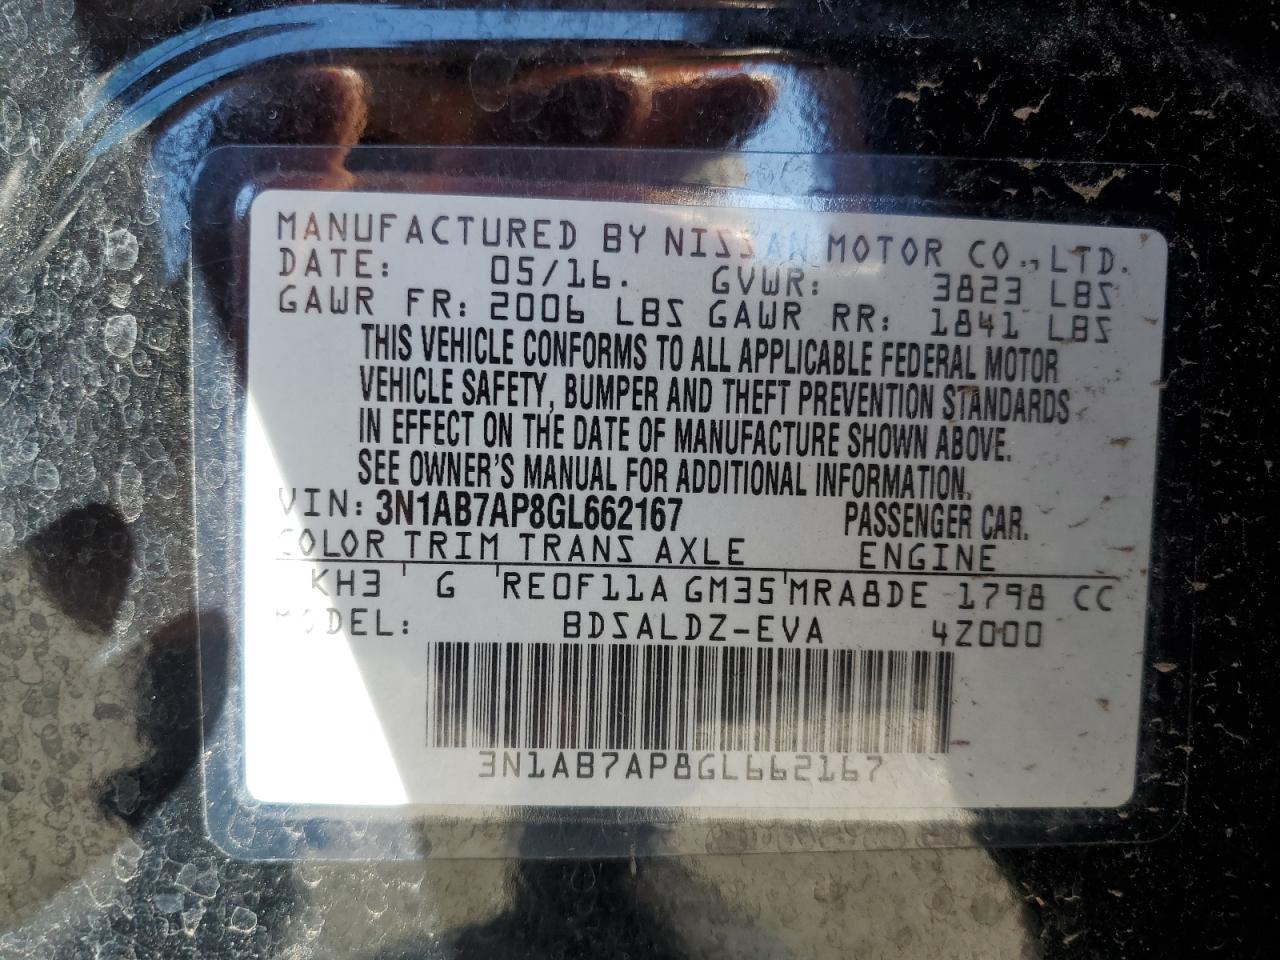 MANUFACTURED BY NISSAN MOTOR CO., LTD.
DATE: 05/16. GVWR: 3823 LBS
GAWR FR: 2006 LBS GAWR RR: 1841 LBS
THIS VEHICLE CONFORMS TO ALL APPLICABLE FEDERAL MOTOR
VEHICLE SAFETY, BUMPER AND THEFT PREVENTION STANDARDS
IN EFFECT ON THE DATE OF MANUFACTURE SHOWN ABOVE.
SEE OWNER'S MANUAL FOR ADDITIONAL INFORMATION.
VIN: 3N1AB7AP8GL662167 PASSENGER CAR.
COLOR TRIM TRANS AXLE ENGINE
KH3 G RE0F11A GM35 MRA8DE 1798 CC
MODEL: BDSALDZ-EVA 4Z000
3N1AB7AP8GL662167